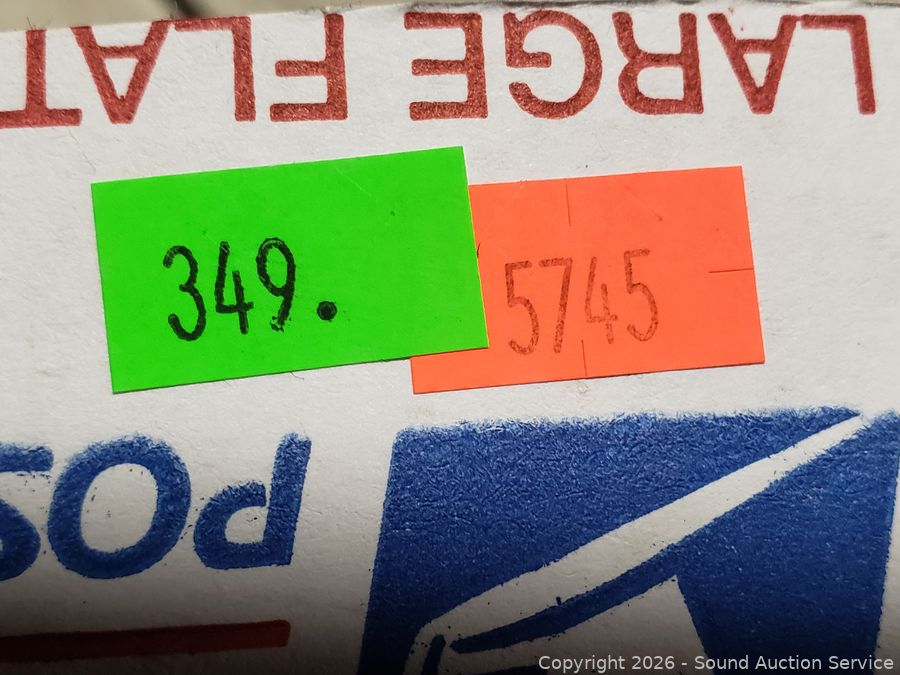 LARGE FLAT
349.
5745
POS
Copyright 2026 - Sound Auction Service